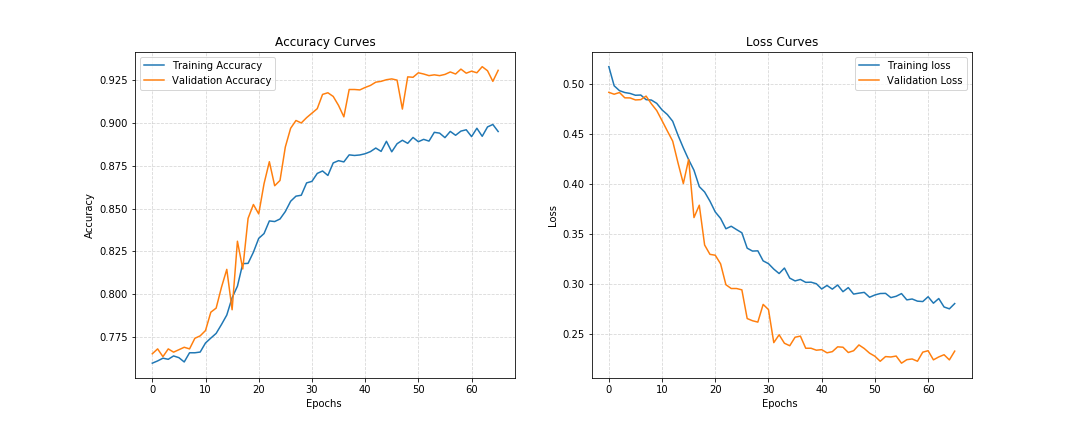 Accuracy Curves
Training Accuracy
Validation Accuracy
0.925
0.900
0.875
0.850
0.825
0.800
0.775
Accuracy
0 10 20 30 40 50 60
Epochs
Loss Curves
Training loss
Validation Loss
0.50
0.45
0.40
0.35
0.30
0.25
Loss
0 10 20 30 40 50 60
Epochs